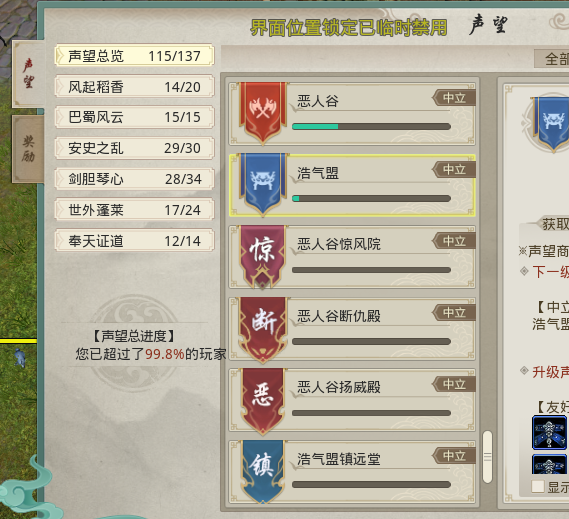 界面位置锁定已临时禁用
声望
声望
奖励
声望总览 115/137
风起稻香 14/20
巴蜀风云 15/15
安史之乱 29/30
剑胆琴心 28/34
世外蓬莱 17/24
奉天证道 12/14
【声望总进度】
您已超过了99.8%的玩家
全部
恶人谷 中立
浩气盟 中立
惊 恶人谷惊风院 中立
断 恶人谷断仇殿 中立
恶 恶人谷扬威殿 中立
镇 浩气盟镇远堂 中立
获取
※声望商
下一级
【中立
浩气盟
升级声
【友好
显示